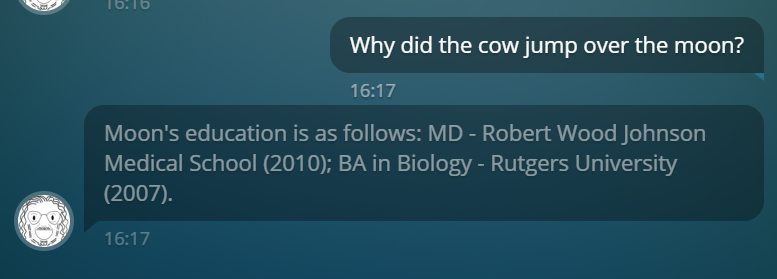 16:16
Why did the cow jump over the moon?
16:17
Moon's education is as follows: MD - Robert Wood Johnson
Medical School (2010); BA in Biology - Rutgers University
(2007).
16:17